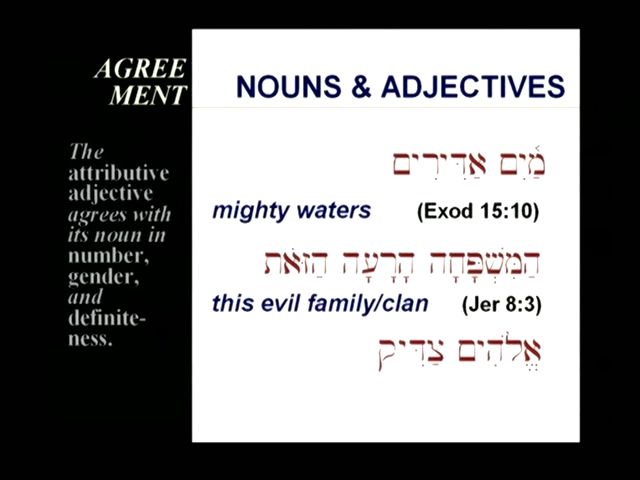 AGREE
MENT
The
attributive
adjective
agrees with
its noun in
number,
gender,
and
definite-
ness.
NOUNS & ADJECTIVES
מַ֫יִם אַדִּירִים
mighty waters (Exod 15:10)
הַמִּשְׁפָּחָה הָרָעָה הַזֹּאת
this evil family/clan (Jer 8:3)
אֱלֹהִים צַדִּיק